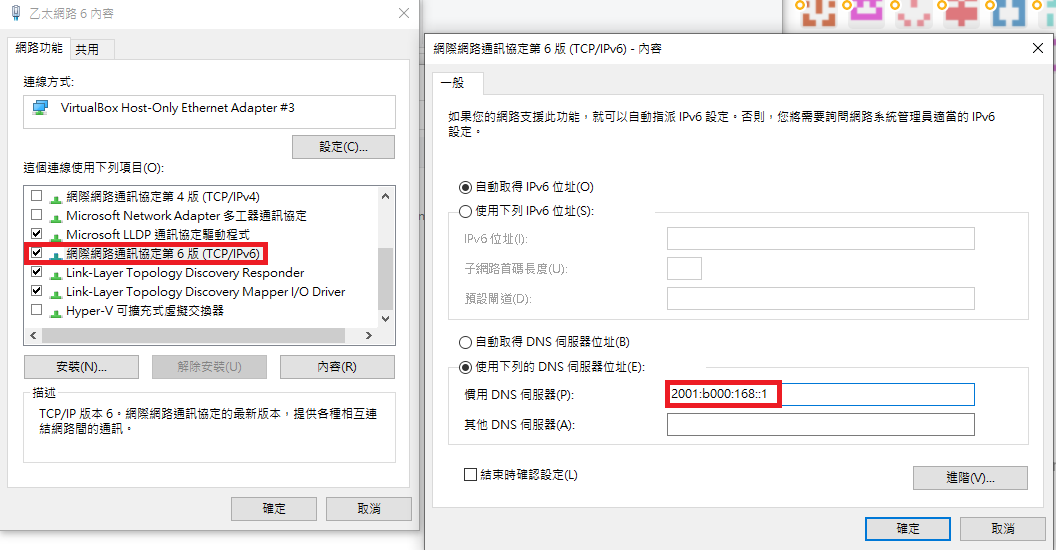 乙太網路 6 內容
網路功能
共用
連線方式:
VirtualBox Host-Only Ethernet Adapter #3
設定(C)...
這個連線使用下列項目(O):
網際網路通訊協定第 4 版 (TCP/IPv4)
Microsoft Network Adapter 多工器通訊協定
Microsoft LLDP 通訊協定驅動程式
網際網路通訊協定第 6 版 (TCP/IPv6)
Link-Layer Topology Discovery Responder
Link-Layer Topology Discovery Mapper I/O Driver
Hyper-V 可擴充式虛擬交換器
安裝(N)...
解除安裝(U)
內容(R)
描述
TCP/IP 版本 6。網際網路通訊協定的最新版本，提供各種相互連
結網路間的通訊。
確定
取消
網際網路通訊協定第 6 版 (TCP/IPv6) - 內容
一般
如果您的網路支援此功能，就可以自動指派 IPv6 設定。否則，您將需要詢問網路系統管理員適當的 IPv6
設定。
自動取得 IPv6 位址(O)
使用下列 IPv6 位址(S):
IPv6 位址(I):
子網路首碼長度(U):
預設閘道(D):
自動取得 DNS 伺服器位址(B)
使用下列的 DNS 伺服器位址(E):
慣用 DNS 伺服器(P):
2001:b000:168::1
其他 DNS 伺服器(A):
結束時確認設定(L)
進階(V)...
確定
取消